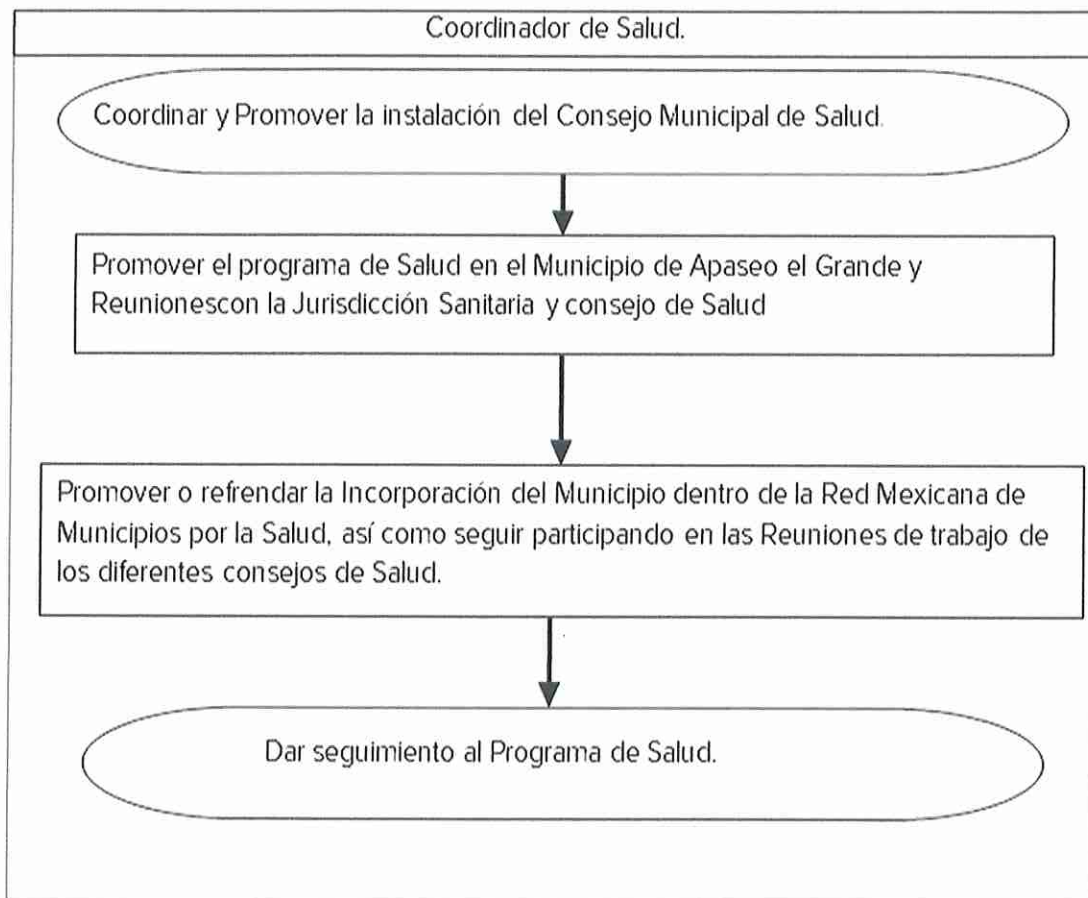 Coordinador de Salud.
Coordinar y Promover la instalación del Consejo Municipal de Salud.
Promover el programa de Salud en el Municipio de Apaseo el Grande y
Reunionescon la Jurisdicción Sanitaria y consejo de Salud
Promover o refrendar la Incorporación del Municipio dentro de la Red Mexicana de
Municipios por la Salud, así como seguir participando en las Reuniones de trabajo de
los diferentes consejos de Salud.
Dar seguimiento al Programa de Salud.